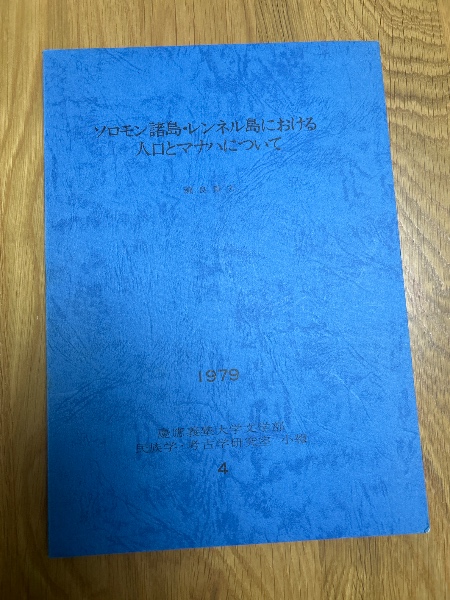 ソロモン諸島・レンネル島における
人口とマナハについて
1979
慶應義塾大学文学部
民族学・考古学研究室 小報
4